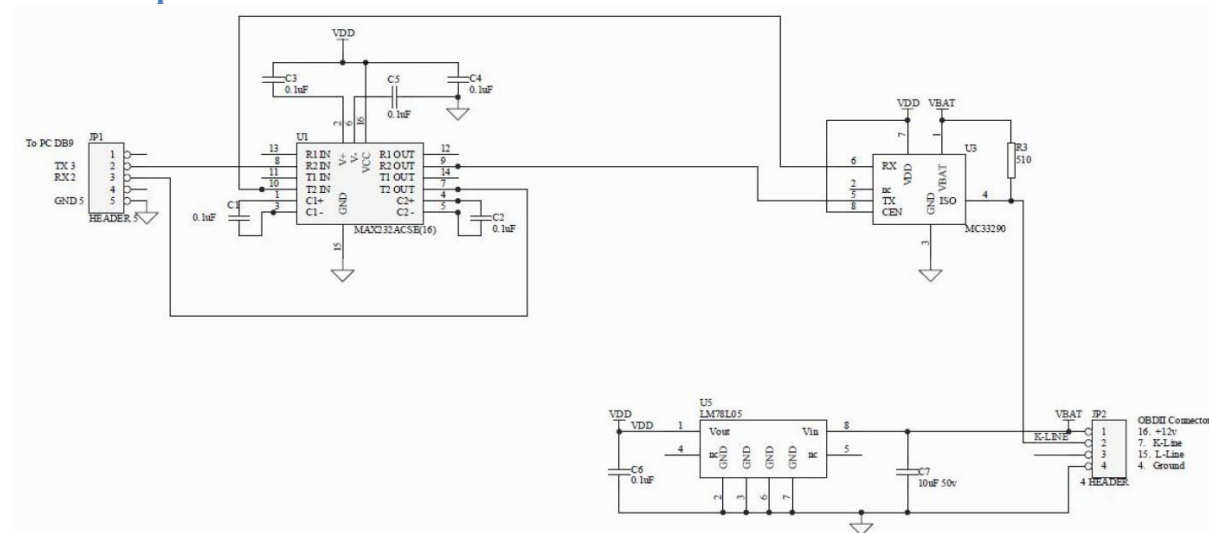 VDD
C3
0.1uF
C5
0.1uF
C4
0.1uF
2
6
16
To PC DB9
JP1
TX 3
RX 2
GND 5
1
2
3
4
5
HEADER 5
U1
13
8
11
10
1
3
R1 IN
R2 IN
T1 IN
T2 IN
C1+
C1-
V+
V-
VCC
GND
R1 OUT
R2 OUT
T1 OUT
T2 OUT
C2+
C2-
12
9
14
7
4
5
C1
0.1uF
C2
0.1uF
MAX232ACSE(16)
15
VDD
VBAT
7
1
U3
R3
510
6
2
5
8
RX
TX
CEN
VDD
VBAT
GND
ISO
4
MC33290
3
U5
LM78L05
VDD
VDD
1
Vout
Vin
8
4
5
GND
GND
GND
GND
2
3
6
7
C6
0.1uF
C7
10uF 50v
VBAT
JP2
K-LINE
1
2
3
4
4 HEADER
OBDII Connector
16. +12v
7. K-Line
15. L-Line
4. Ground